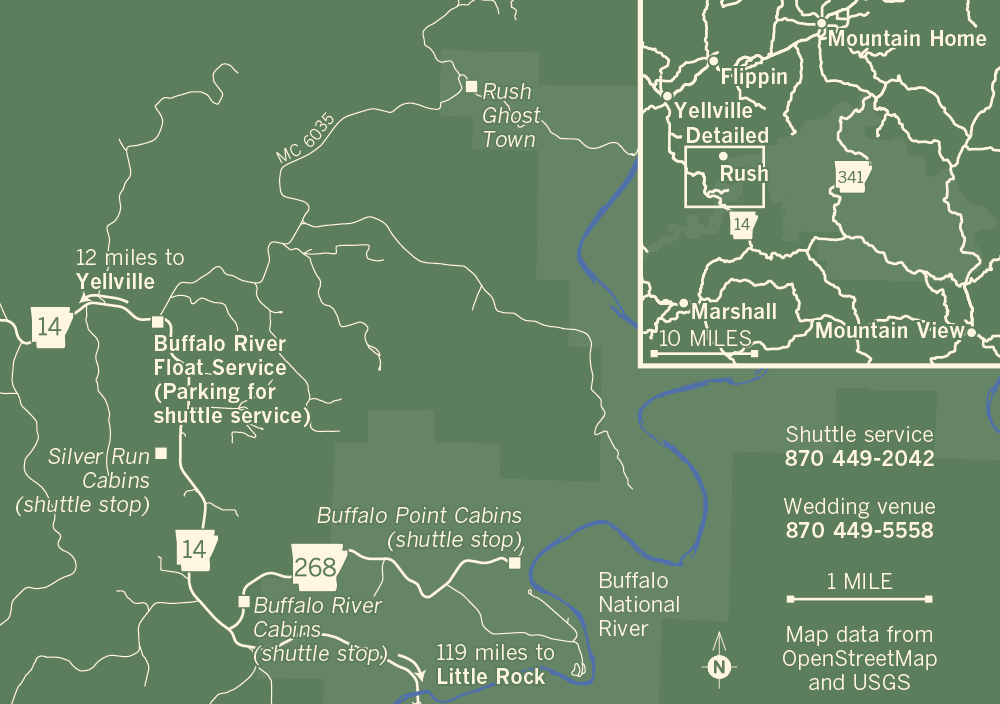 Rush
Ghost
Town
MC 6035
12 miles to
Yellville
14
Buffalo River
Float Service
(Parking for
shuttle service)
Silver Run
Cabins
(shuttle stop)
14
Buffalo Point Cabins
(shuttle stop)
268
Buffalo River
Cabins
(shuttle stop)
119 miles to
Little Rock
Buffalo
National
River
N
Mountain Home
Flippin
Yellville
Detailed
Rush
341
14
Marshall
Mountain View
10 MILES
Shuttle service
870 449-2042
Wedding venue
870 449-5558
1 MILE
Map data from
OpenStreetMap
and USGS